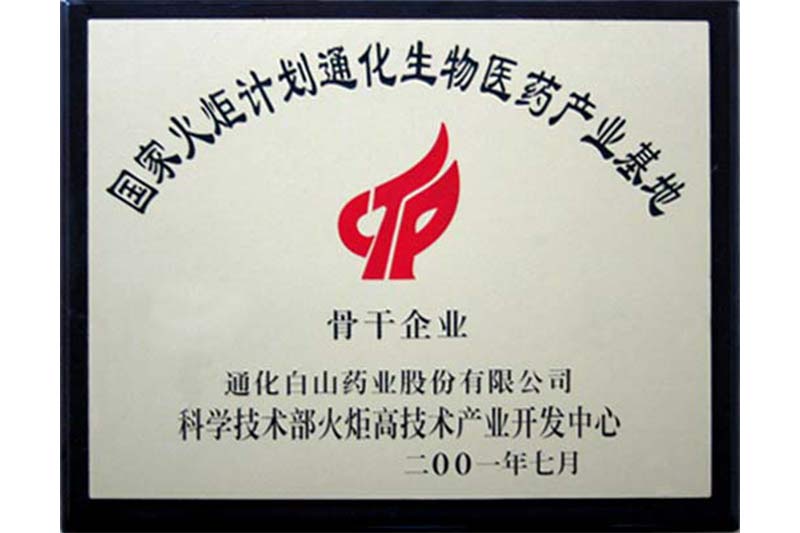 国家火炬计划通化生物医药产业基地
CTP
骨干企业
通化白山药业股份有限公司
科学技术部火炬高技术产业开发中心
二00一年七月